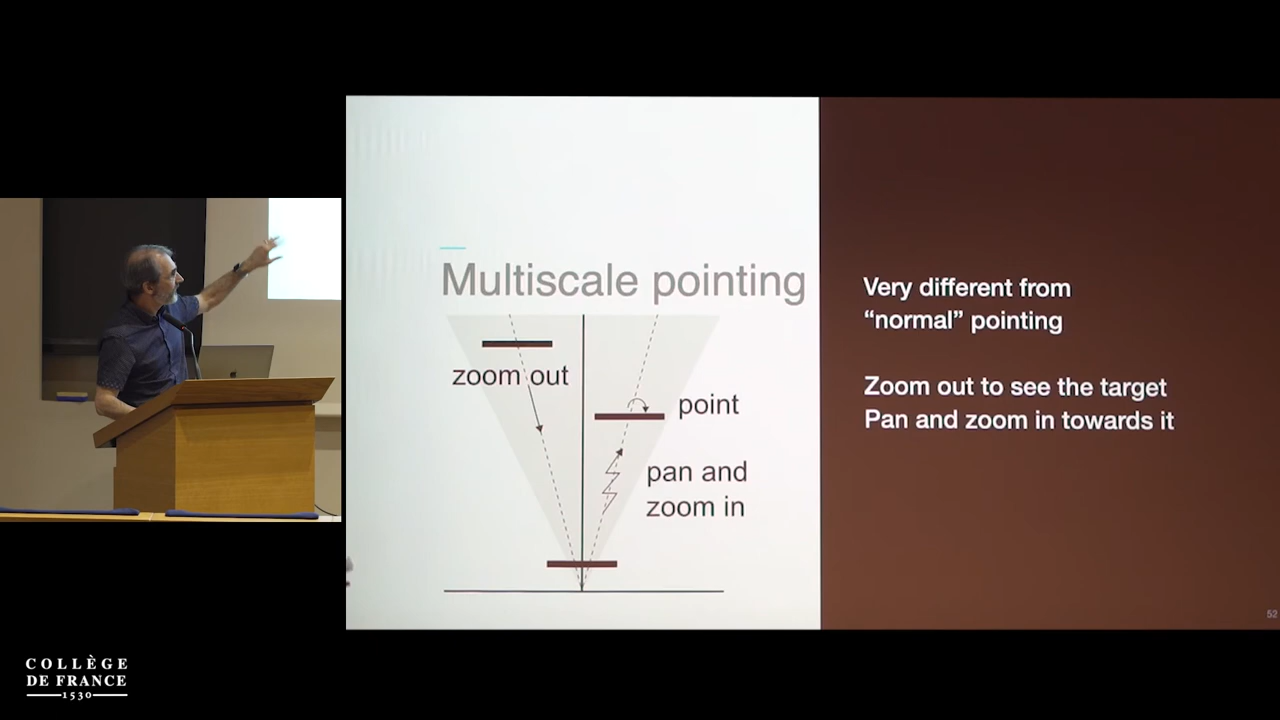 Multiscale pointing
zoom out
point
pan and
zoom in
Very different from
“normal” pointing
Zoom out to see the target
Pan and zoom in towards it
52
COLLÈGE
DE FRANCE
1530